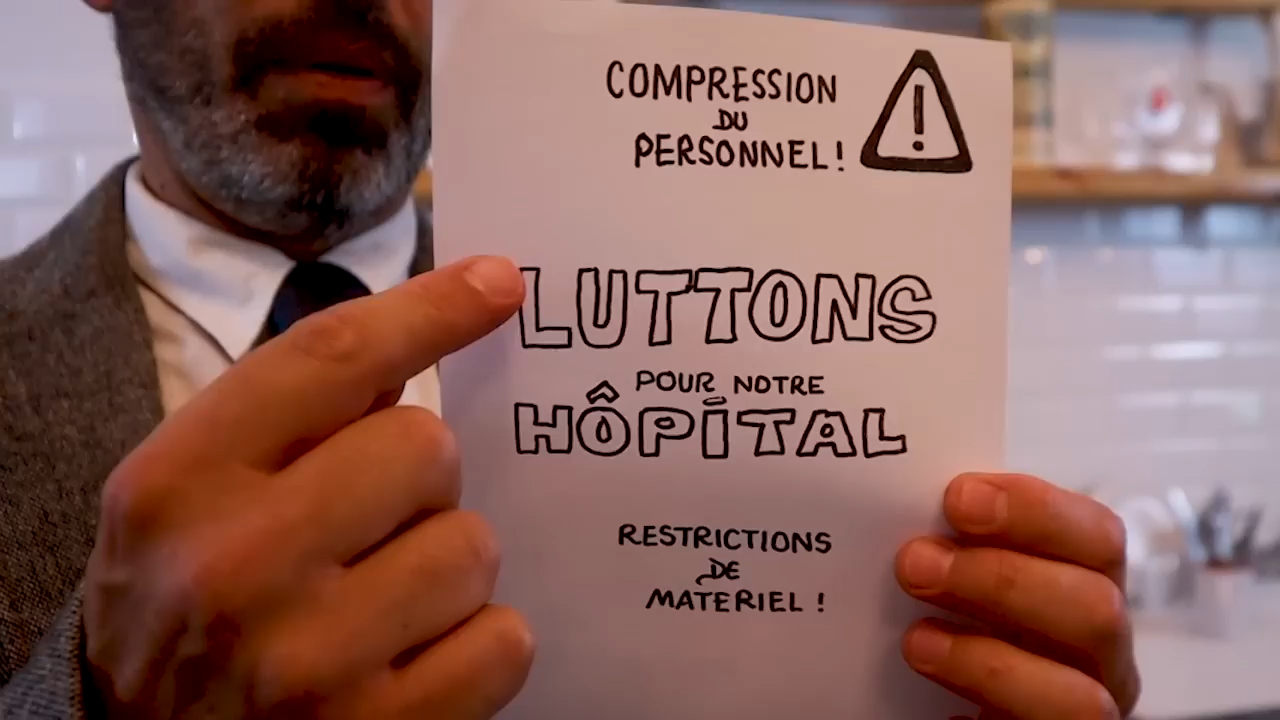 COMPRESSION
DU
PERSONNEL !
!
LUTTONS
POUR NOTRE
HÔPITAL
RESTRICTIONS
DE
MATERIEL !